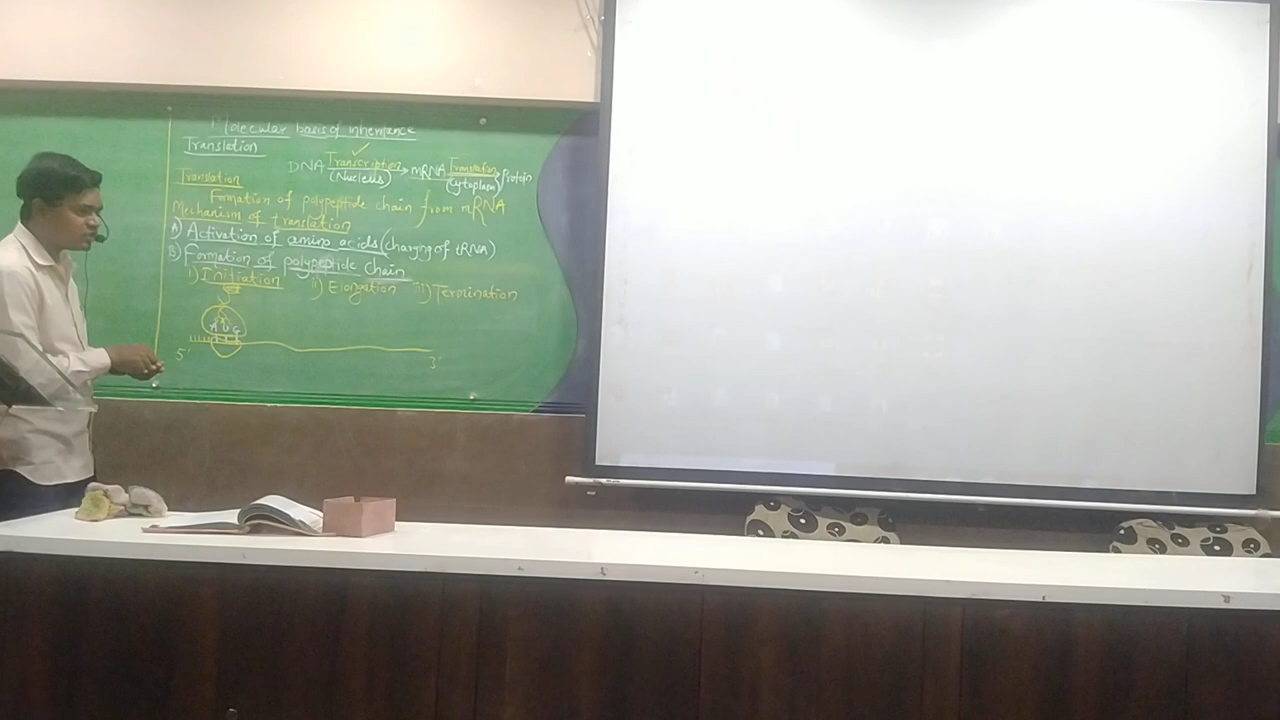 Molecular basis of inheritance
Translation
DNA Transcription (Nucleus) → mRNA Translation (Cytoplasm) → Protein
Translation
Formation of polypeptide chain from mRNA
Mechanism of translation
A) Activation of amino acids (charging of tRNA)
B) Formation of polypeptide chain
i) Initiation ii) Elongation iii) Termination
A U G
5' 3'